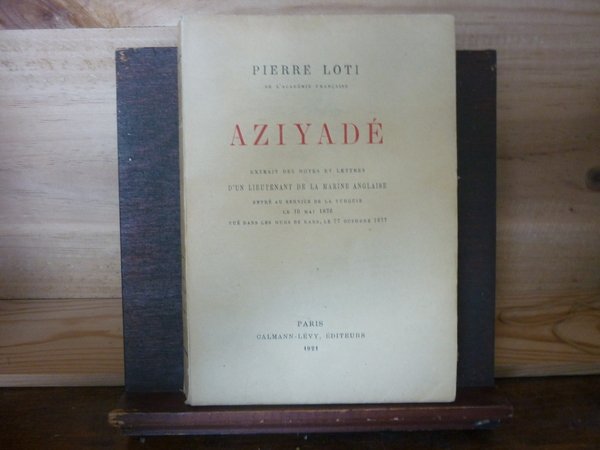 PIERRE LOTI
DE L'ACADÉMIE FRANÇAISE
AZIYADÉ
EXTRAIT DES NOTES ET LETTRES
D'UN LIEUTENANT DE LA MARINE ANGLAISE
ENTRÉ AU SERVICE DE LA TURQUIE
LE 10 MAI 1876
TUÉ DANS LES MURS DE KARS, LE 27 OCTOBRE 1877
PARIS
CALMANN-LÉVY, ÉDITEURS
1921